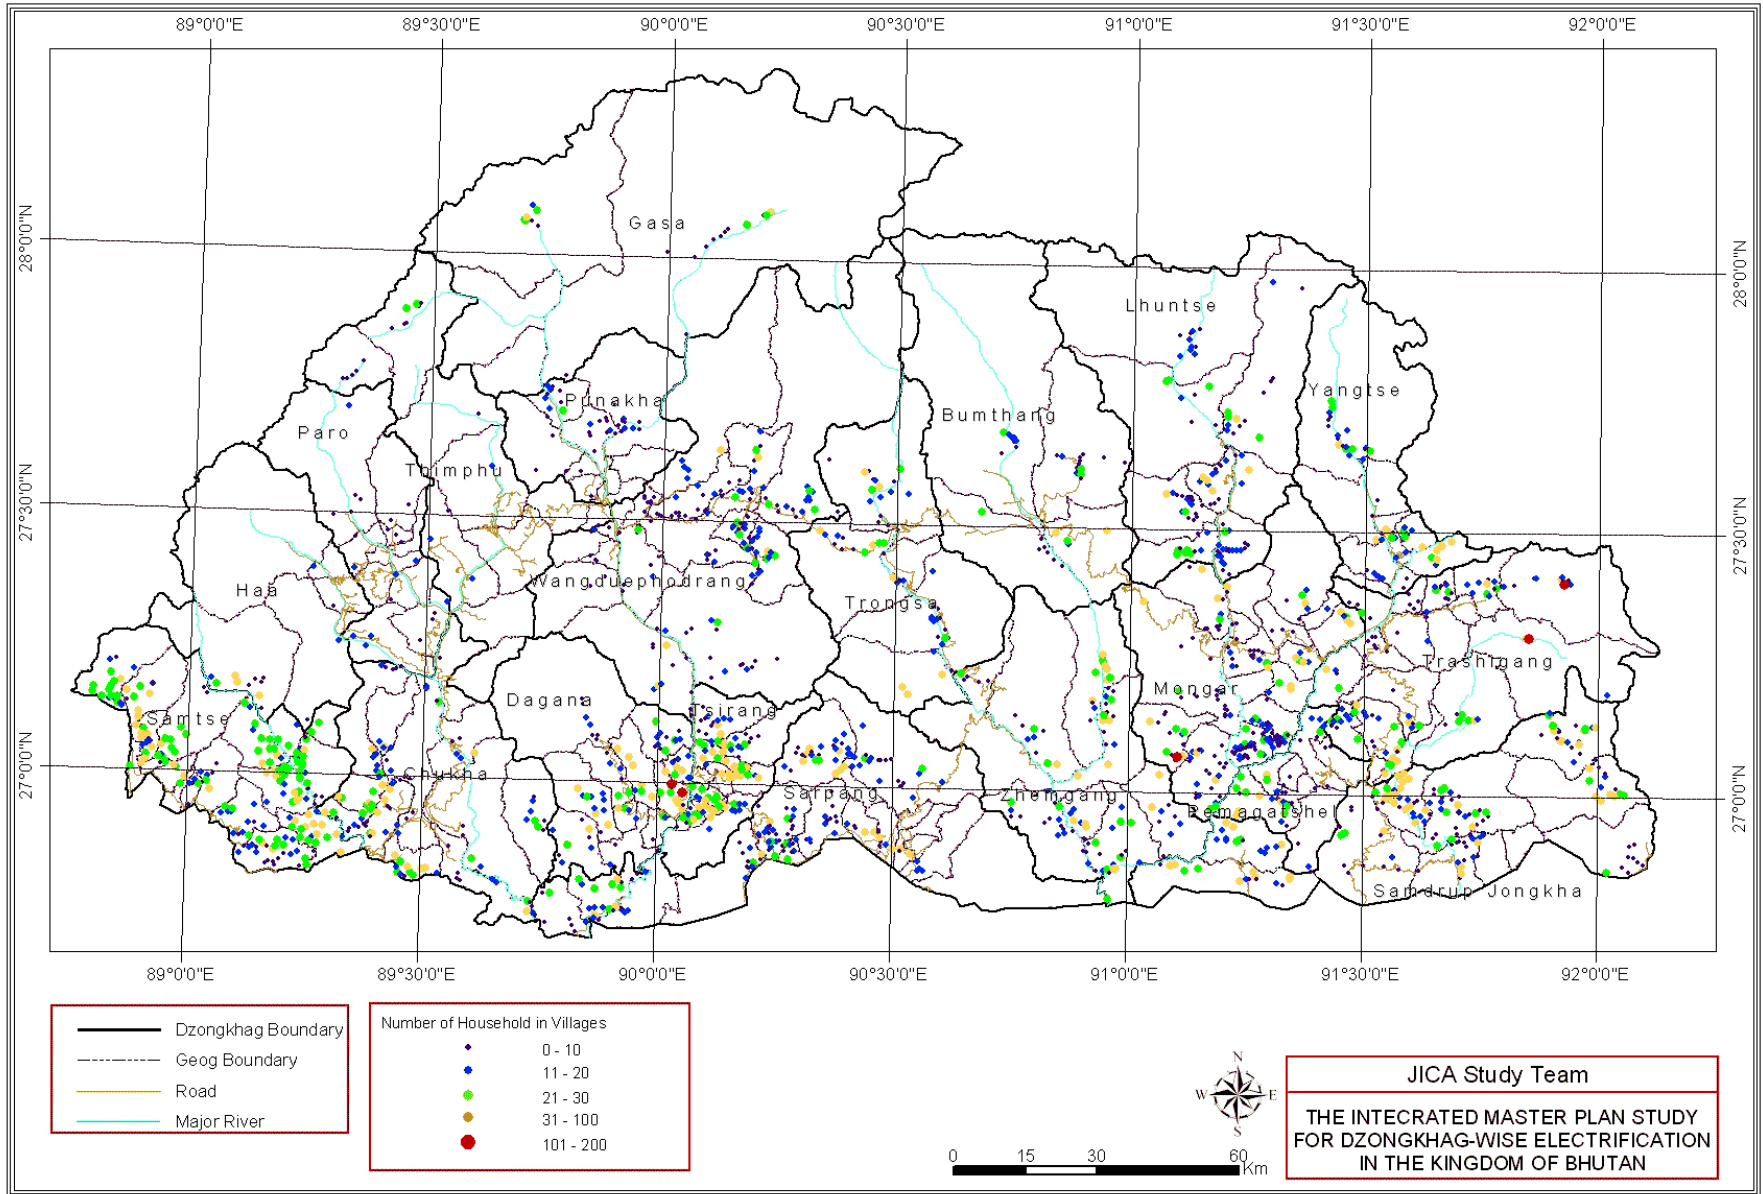 89°0'0"E 89°30'0"E 90°0'0"E 90°30'0"E 91°0'0"E 91°30'0"E 92°0'0"E
28°0'0"N
28°0'0"N
27°30'0"N
27°30'0"N
27°0'0"N
27°0'0"N
Gasa
Lhuntse
Yangtse
Punakha
Bumthang
Paro
Thimphu
Wangduephodrang
Haa
Trongsa
Trashigang
Mongar
Dagana
Tsirang
Samtse
Chukha
Sarpang
Zhemgang
Pemagatshel
Samdrup Jongkha
89°0'0"E 89°30'0"E 90°0'0"E 90°30'0"E 91°0'0"E 91°30'0"E 92°0'0"E
Dzongkhag Boundary
Geog Boundary
Road
Major River
Number of Household in Villages
0 - 10
11 - 20
21 - 30
31 - 100
101 - 200
N
W E
S
0 15 30 60
Km
JICA Study Team
THE INTECRATED MASTER PLAN STUDY
FOR DZONGKHAG-WISE ELECTRIFICATION
IN THE KINGDOM OF BHUTAN